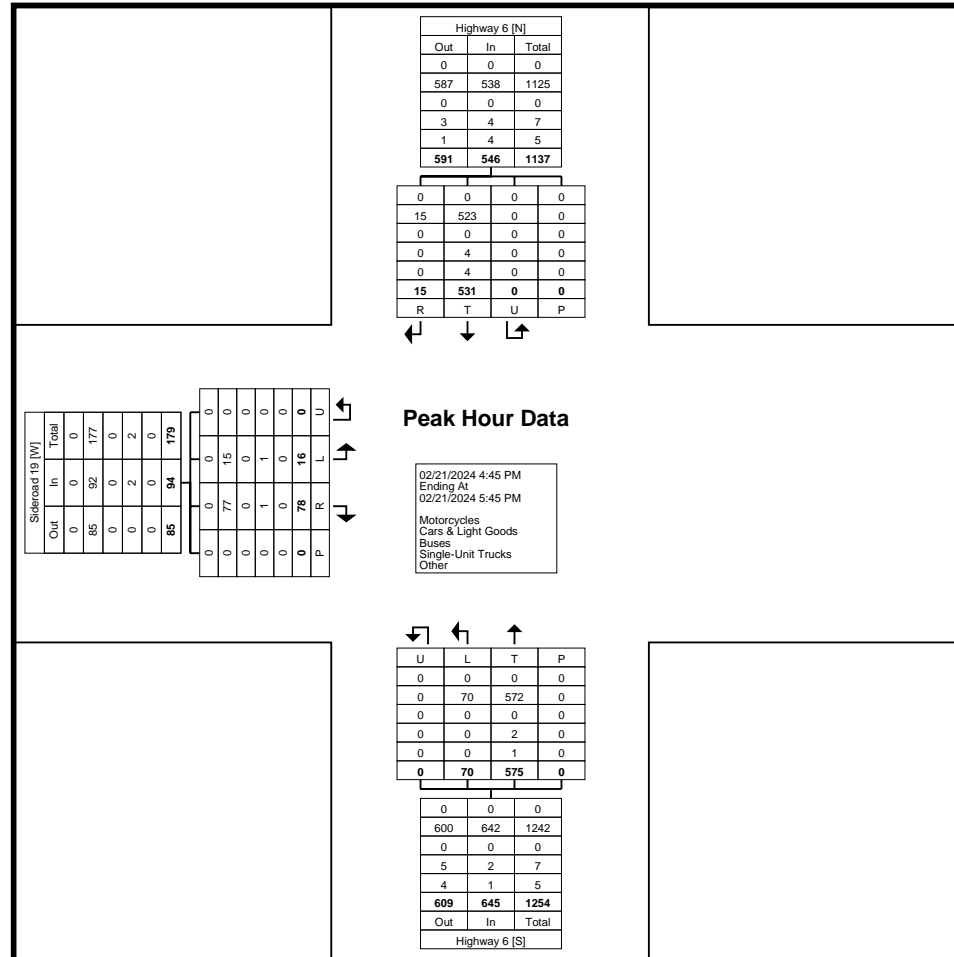 Highway 6 [N]
Out In Total
0 0 0
587 538 1125
0 0 0
3 4 7
1 4 5
591 546 1137
0 0 0 0
15 523 0 0
0 0 0 0
0 4 0 0
0 4 0 0
15 531 0 0
R T U P
Sideroad 19 [W]
Out In Total
0 0 0
85 92 177
0 0 0
0 2 2
0 0 0
85 94 179
0 0 0 0
0 77 15 0
0 0 0 0
0 1 1 0
0 0 0 0
0 78 16 0
P R L U
Peak Hour Data
02/21/2024 4:45 PM
Ending At
02/21/2024 5:45 PM
Motorcycles
Cars & Light Goods
Buses
Single-Unit Trucks
Other
U L T P
0 0 0 0
0 70 572 0
0 0 0 0
0 0 2 0
0 0 1 0
0 70 575 0
0 0 0
600 642 1242
0 0 0
5 2 7
4 1 5
609 645 1254
Out In Total
Highway 6 [S]